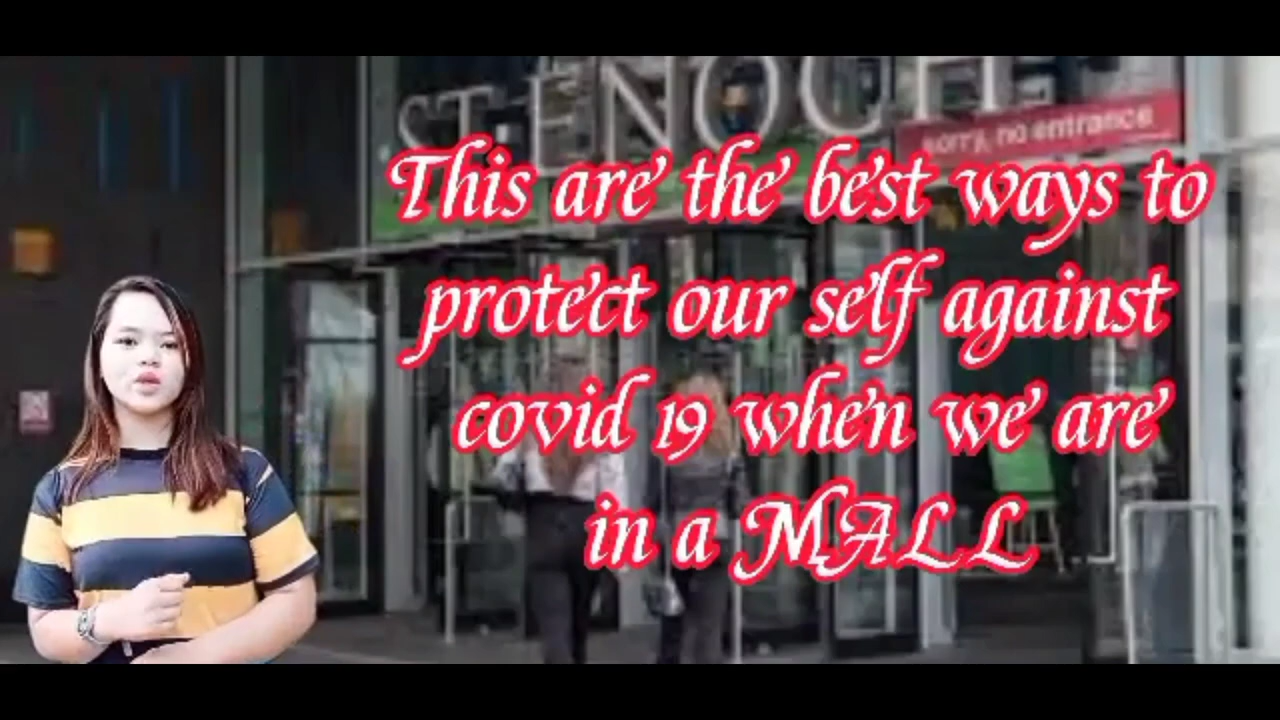 ST. ENOCH
sorry, no entrance
This are the best ways to
protect our self against
covid 19 when we are
in a MALL